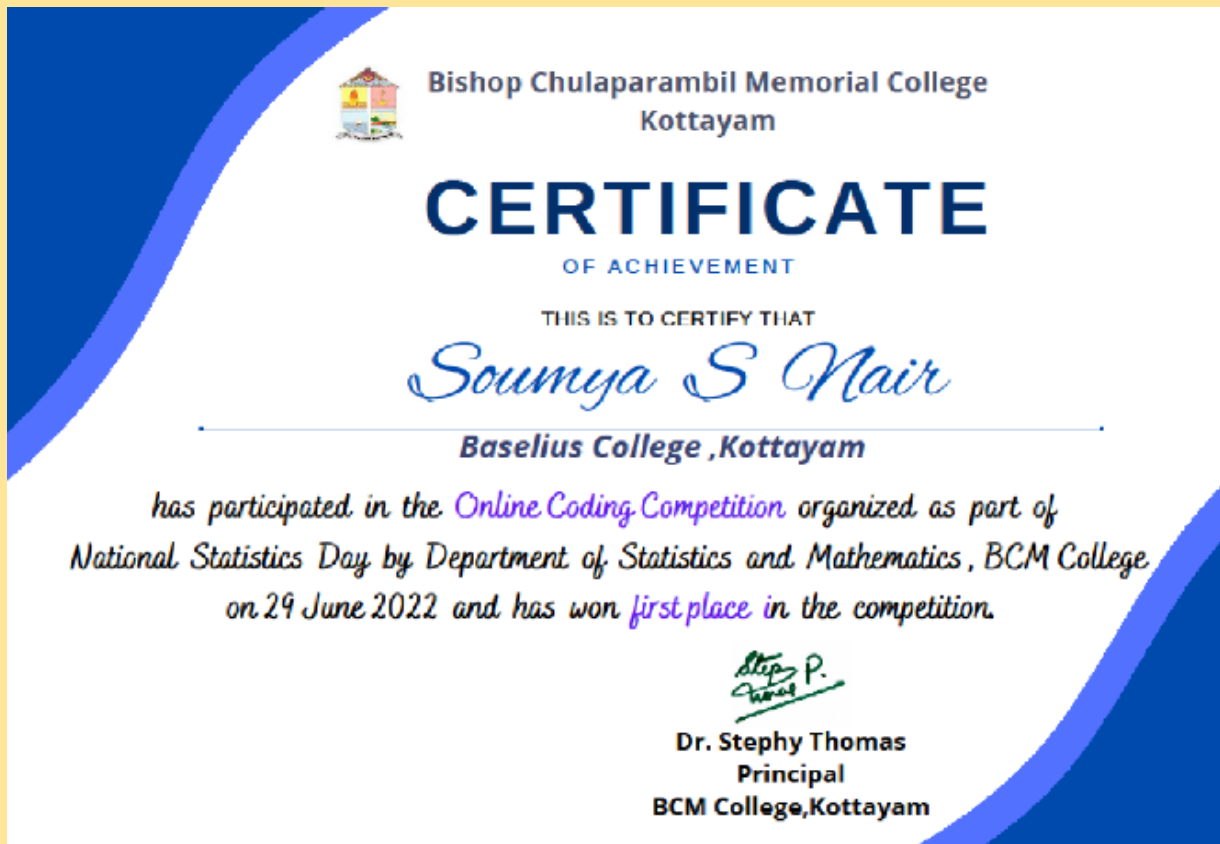 Bishop Chulaparambil Memorial College
Kottayam
CERTIFICATE
OF ACHIEVEMENT
THIS IS TO CERTIFY THAT
Soumya S Nair
Baselius College ,Kottayam
has participated in the Online Coding Competition organized as part of
National Statistics Day by Department of Statistics and Mathematics, BCM College
on 29 June 2022 and has won first place in the competition.
Dr. Stephy Thomas
Principal
BCM College,Kottayam